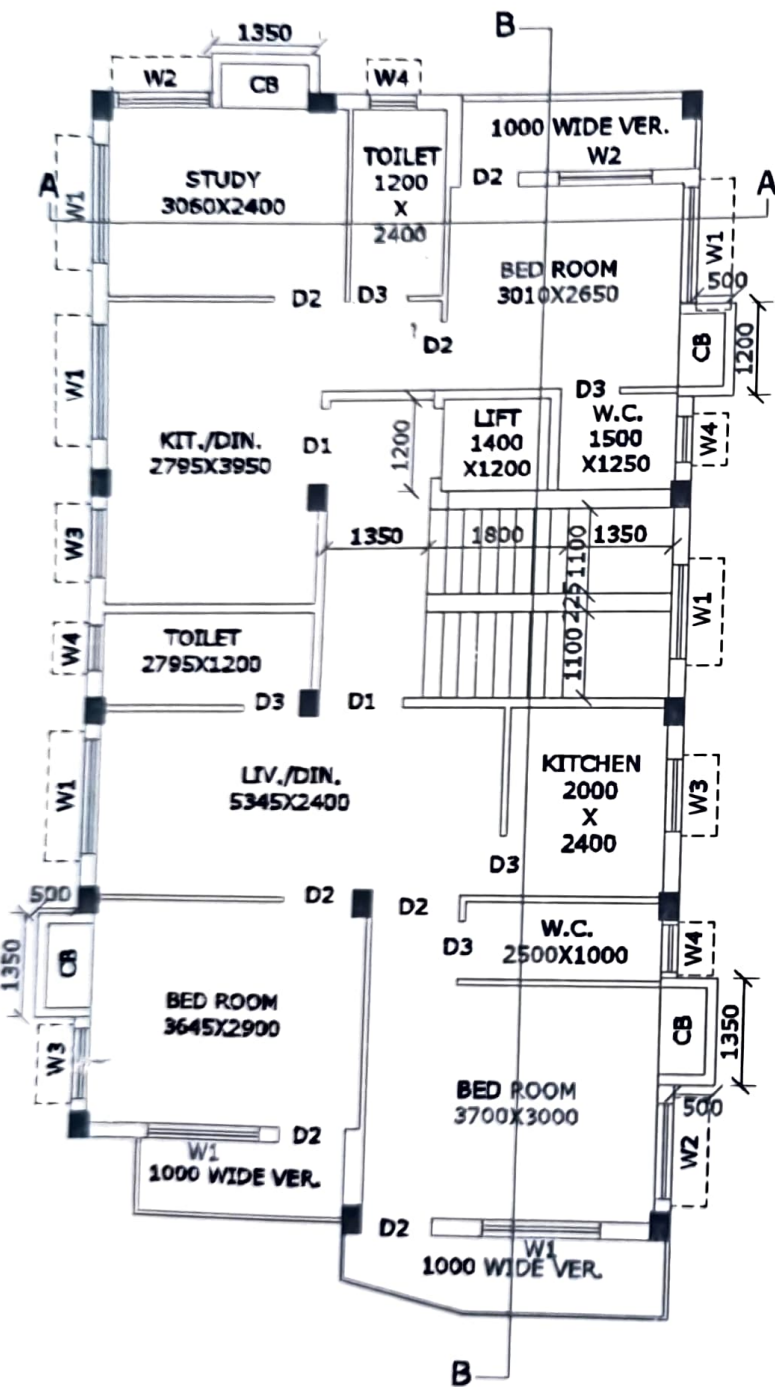 1350
B
W2
CB
W4
1000 WIDE VER.
W2
A
W1
STUDY
3060X2400
TOILET
1200
X
2400
D2
A
W1
BED ROOM
3010X2650
500
D2
D3
D2
CB
1200
W1
D3
KIT./DIN.
2795X3950
D1
1200
LIFT
1400
X1200
W.C.
1500
X1250
W4
W3
1350
1800
1350
1100
225
1100
W1
W4
TOILET
2795X1200
D3
D1
W1
LIV./DIN.
5345X2400
KITCHEN
2000
X
2400
W3
D3
500
D2
D2
1350
CB
D3
W.C.
2500X1000
W4
BED ROOM
3645X2900
CB
1350
W3
BED ROOM
3700X3000
500
W2
D2
W1
1000 WIDE VER.
D2
W1
1000 WIDE VER.
B